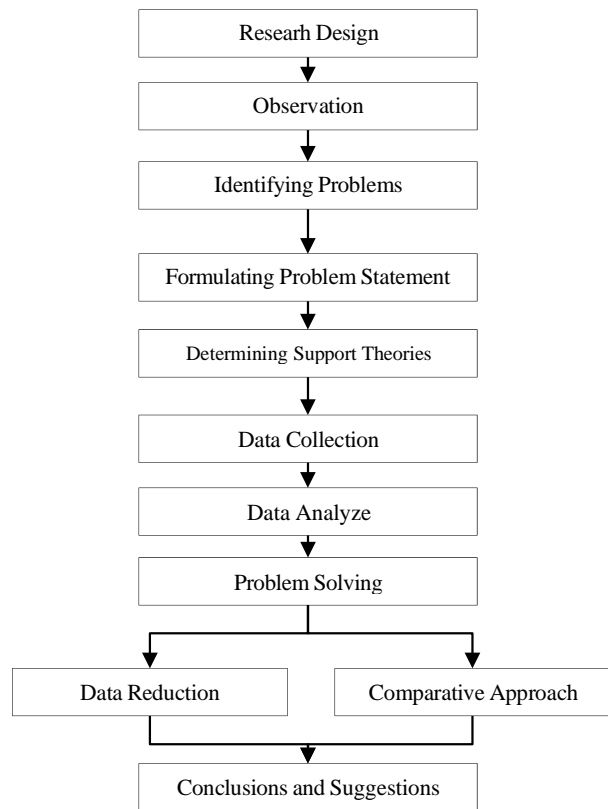 Researh Design
Observation
Identifying Problems
Formulating Problem Statement
Determining Support Theories
Data Collection
Data Analyze
Problem Solving
Data Reduction
Comparative Approach
Conclusions and Suggestions